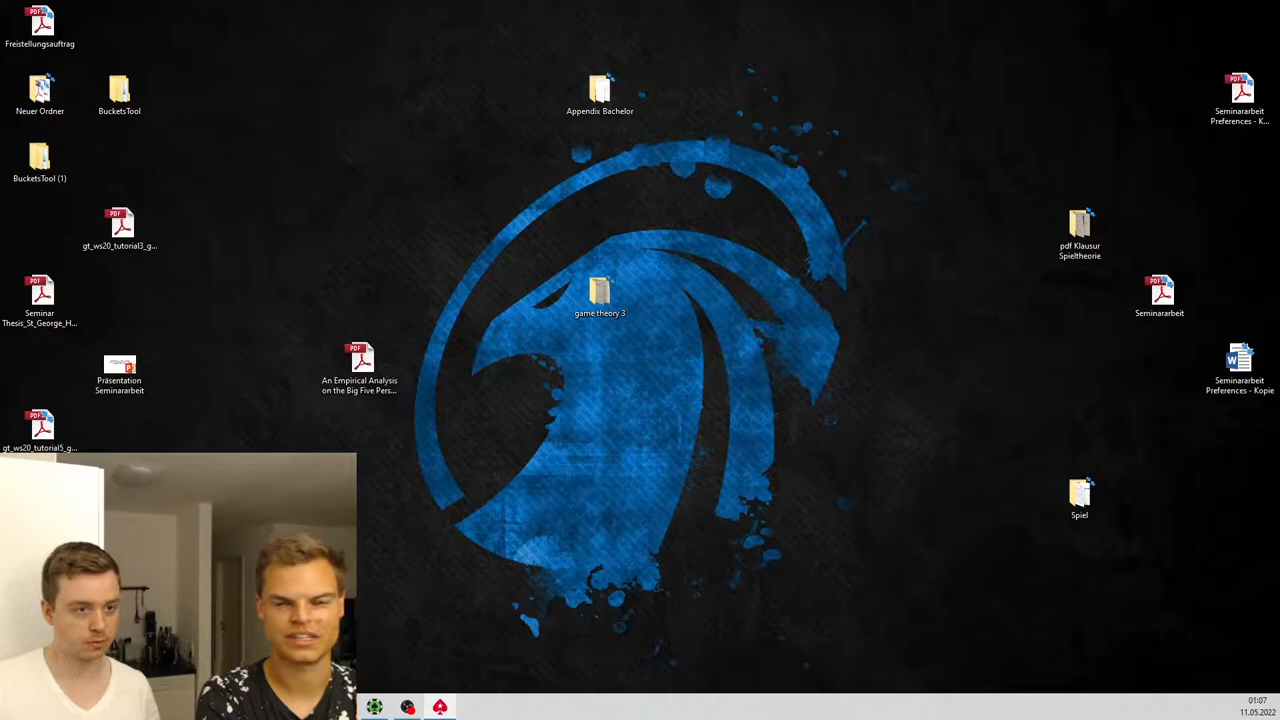 Freistellungsauftrag
Neuer Ordner
BucketsTool
Appendix Bachelor
Seminararbeit
Preferences - K...
BucketsTool (1)
gt_ws20_tutorial3_g...
pdf Klausur
Spieltheorie
Seminar
Thesis_St_George_H...
game theory 3
Seminararbeit
Präsentation
Seminararbeit
An Empirical Analysis
on the Big Five Pers...
Seminararbeit
Preferences - Kopie
gt_ws20_tutorial5_g...
Spiel
01:07
11.05.2022